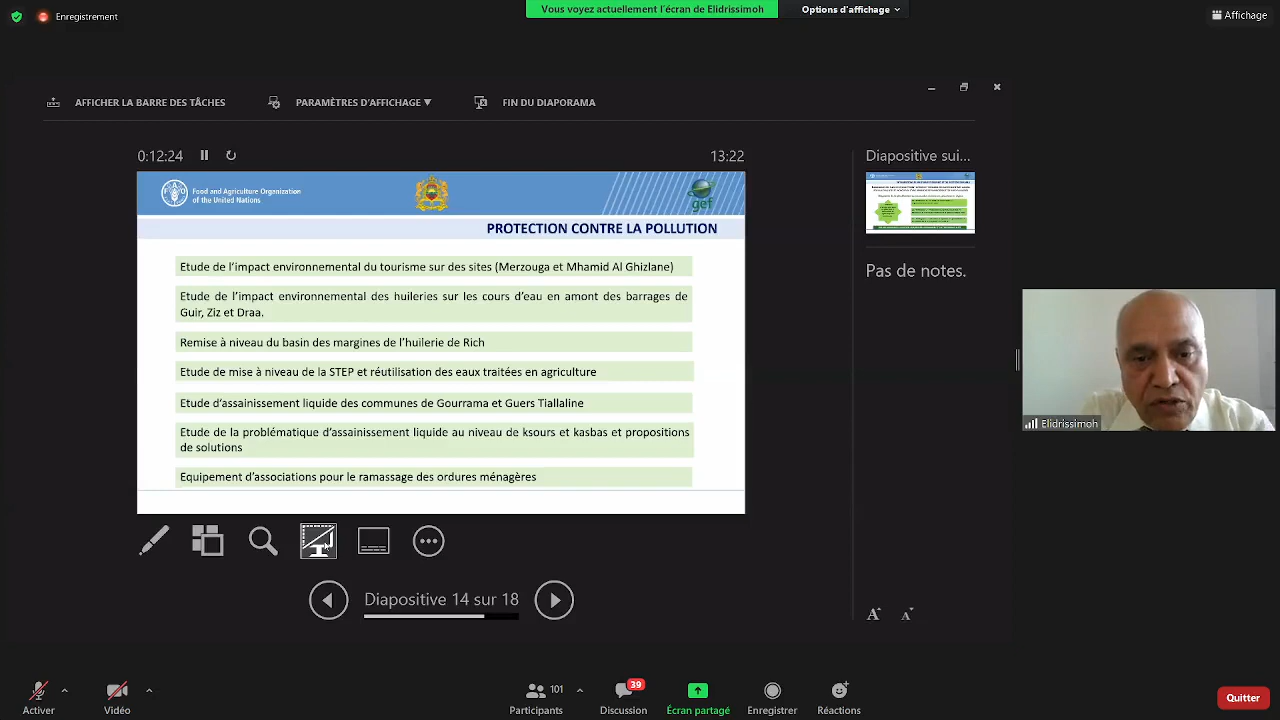 Enregistrement
Vous voyez actuellement l'écran de Elidrissimoh
Options d'affichage
Affichage
AFFICHER LA BARRE DES TÂCHES
PARAMÈTRES D'AFFICHAGE
FIN DU DIAPORAMA
0:12:24
13:22
Diapositive sui...
Food and Agriculture Organization
of the United Nations
gef
PROTECTION CONTRE LA POLLUTION
Etude de l'impact environnemental du tourisme sur des sites (Merzouga et Mhamid Al Ghizlane)
Etude de l'impact environnemental des huileries sur les cours d'eau en amont des barrages de
Guir, Ziz et Draa.
Remise à niveau du basin des margines de l'huilerie de Rich
Etude de mise à niveau de la STEP et réutilisation des eaux traitées en agriculture
Etude d'assainissement liquide des communes de Gourrama et Guers Tiallaline
Etude de la problématique d'assainissement liquide au niveau de ksours et kasbas et propositions
de solutions
Equipement d'associations pour le ramassage des ordures ménagères
Pas de notes.
Elidrissimoh
Diapositive 14 sur 18
A A
Activer
Vidéo
101
Participants
39
Discussion
Écran partagé
Enregistrer
Réactions
Quitter